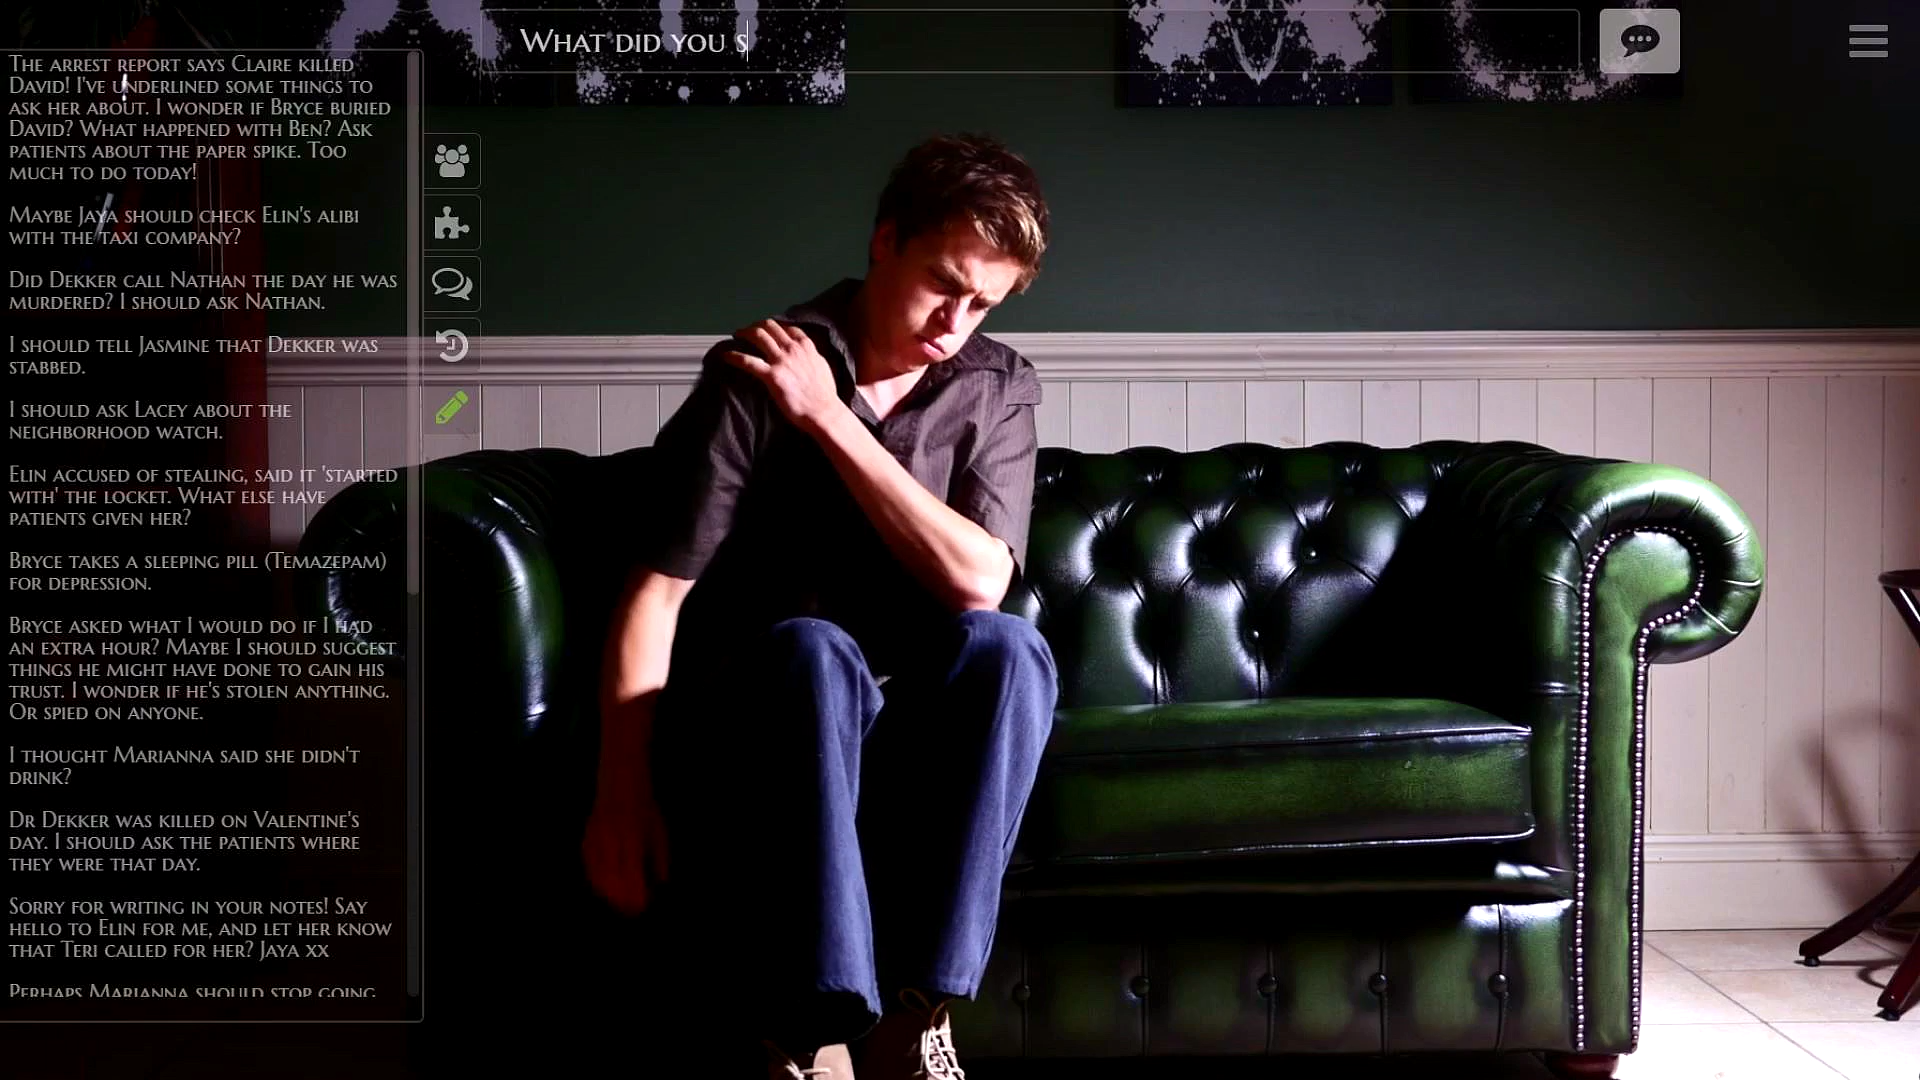 What did you s
The arrest report says Claire killed
David! I've underlined some things to
ask her about. I wonder if Bryce buried
David? What happened with Ben? Ask
patients about the paper spike. Too
much to do today!
Maybe Jaya should check Elin's alibi
with the taxi company?
Did Dekker call Nathan the day he was
murdered? I should ask Nathan.
I should tell Jasmine that Dekker was
stabbed.
I should ask Lacey about the
neighborhood watch.
Elin accused of stealing, said it 'started
with' the locket. What else have
patients given her?
Bryce takes a sleeping pill (Temazepam)
for depression.
Bryce asked what I would do if I had
an extra hour? Maybe I should suggest
things he might have done to gain his
trust. I wonder if he's stolen anything.
Or spied on anyone.
I thought Marianna said she didn't
drink?
Dr Dekker was killed on Valentine's
day. I should ask the patients where
they were that day.
Sorry for writing in your notes! Say
hello to Elin for me, and let her know
that Teri called for her? Jaya xx
Perhaps Marianna should stop going